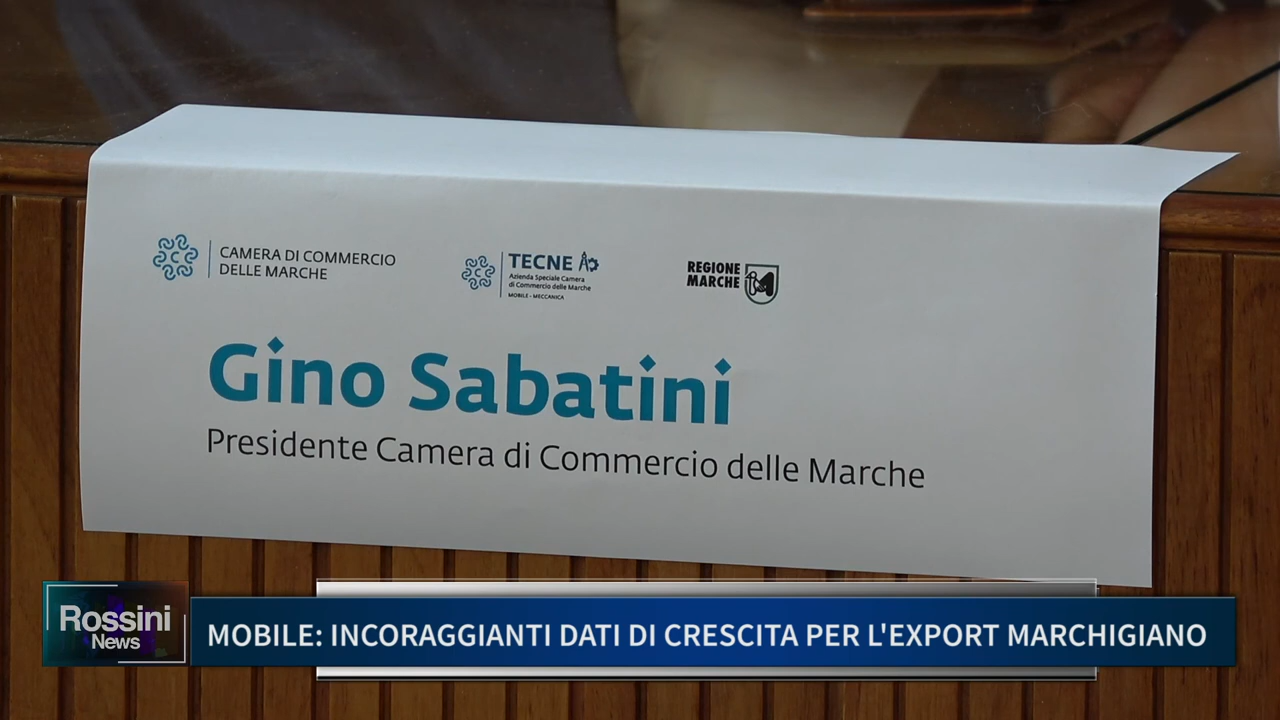 CAMERA DI COMMERCIO
DELLE MARCHE
TECNE
Azienda Speciale Camera
di Commercio delle Marche
MOBILE - MECCANICA
REGIONE
MARCHE
Gino Sabatini
Presidente Camera di Commercio delle Marche
Rossini
News
MOBILE: INCORAGGIANTI DATI DI CRESCITA PER L'EXPORT MARCHIGIANO